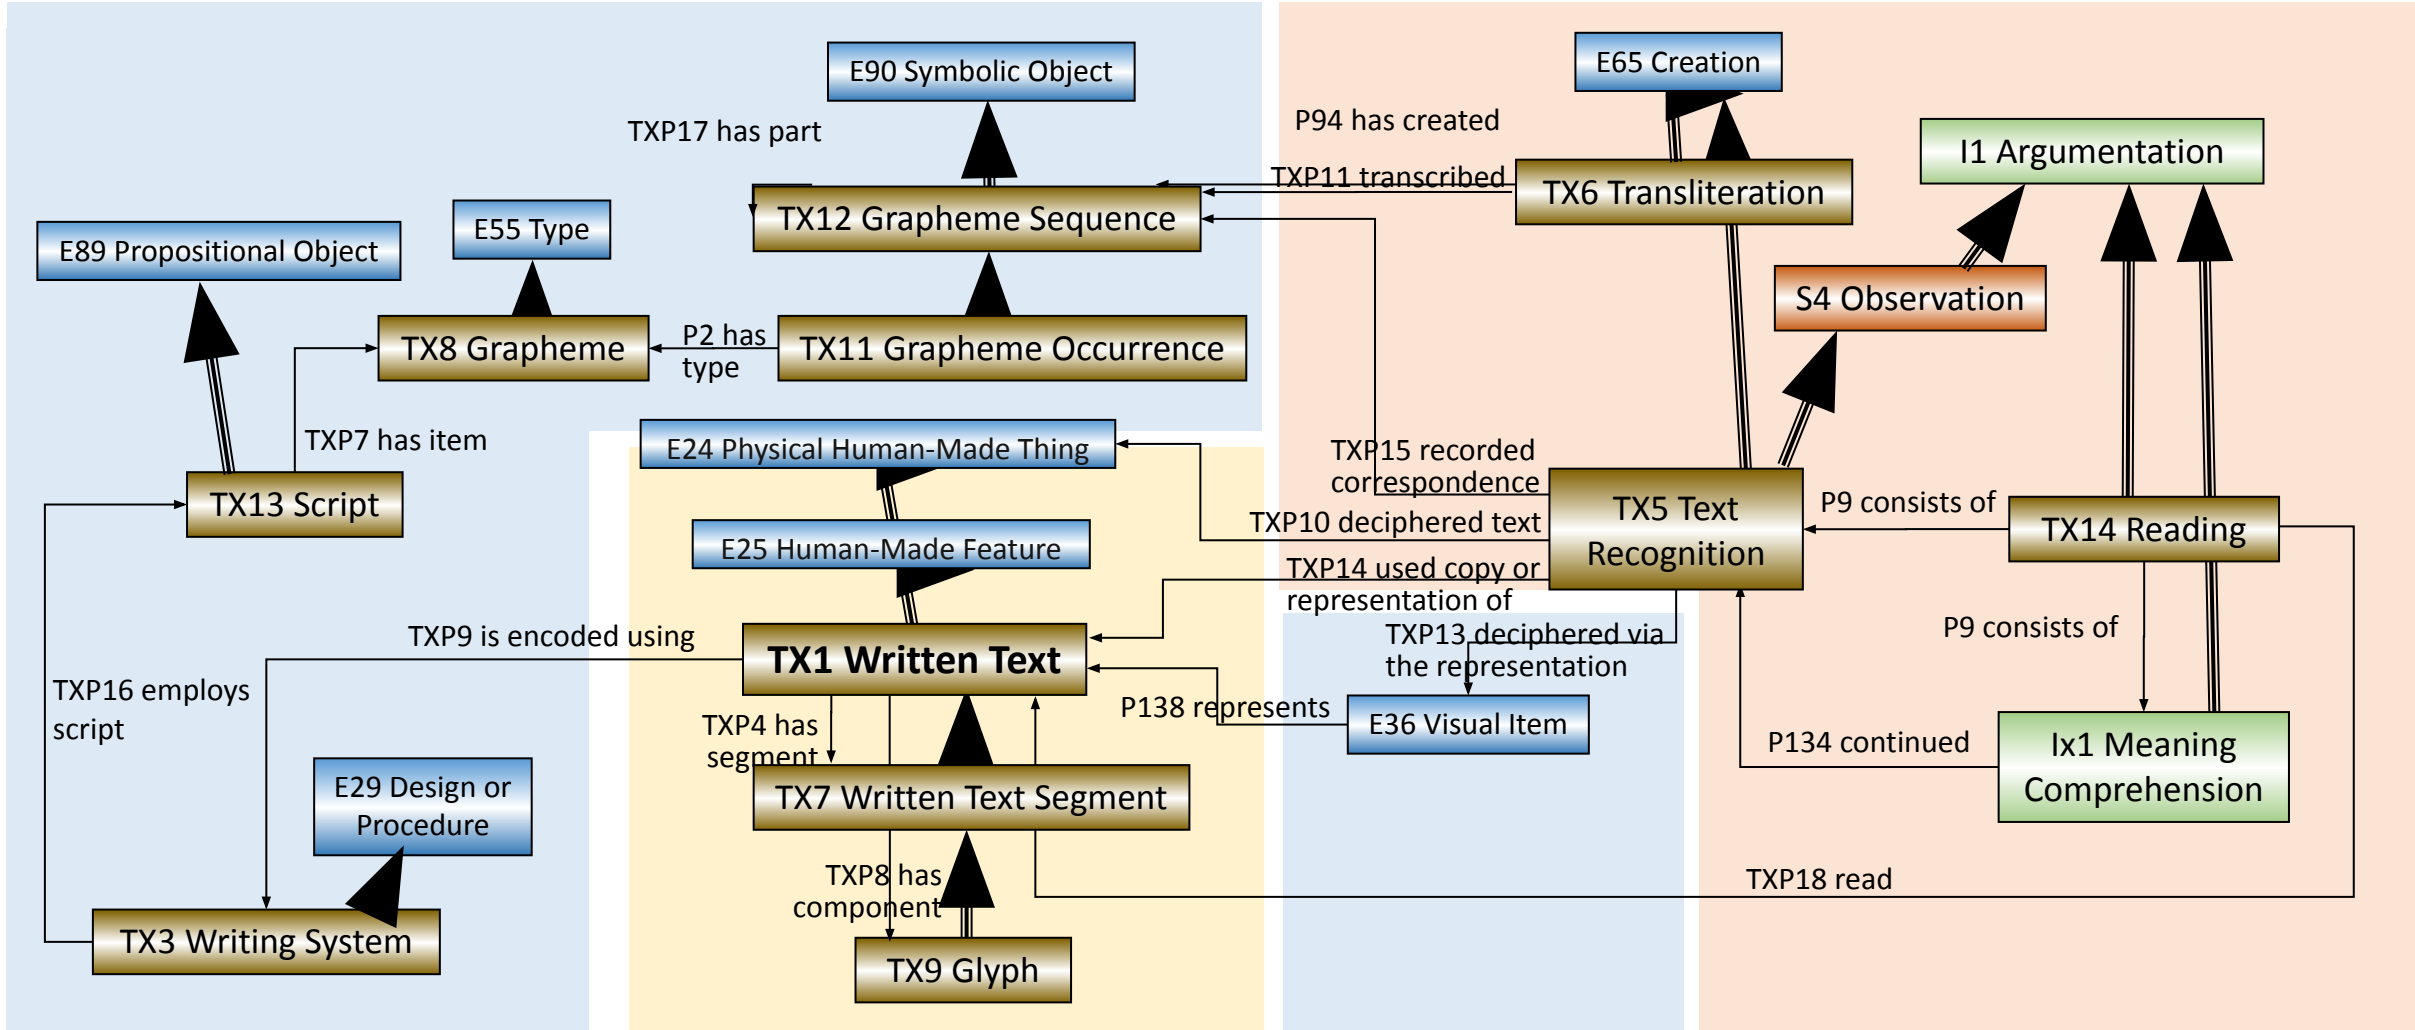 E90 Symbolic Object
E65 Creation
TXP17 has part
P94 has created
I1 Argumentation
TXP11 transcribed
TX6 Transliteration
TX12 Grapheme Sequence
E55 Type
E89 Propositional Object
S4 Observation
TX8 Grapheme
P2 has
type
TX11 Grapheme Occurrence
TXP7 has item
E24 Physical Human-Made Thing
TXP15 recorded
correspondence
TX13 Script
TX5 Text
Recognition
P9 consists of
TX14 Reading
TXP10 deciphered text
E25 Human-Made Feature
TXP14 used copy or
representation of
TXP9 is encoded using
TX1 Written Text
TXP13 deciphered via
the representation
P9 consists of
TXP16 employs
script
TXP4 has
segment
P138 represents
E36 Visual Item
P134 continued
Ix1 Meaning
Comprehension
E29 Design or
Procedure
TX7 Written Text Segment
TXP8 has
component
TXP18 read
TX3 Writing System
TX9 Glyph